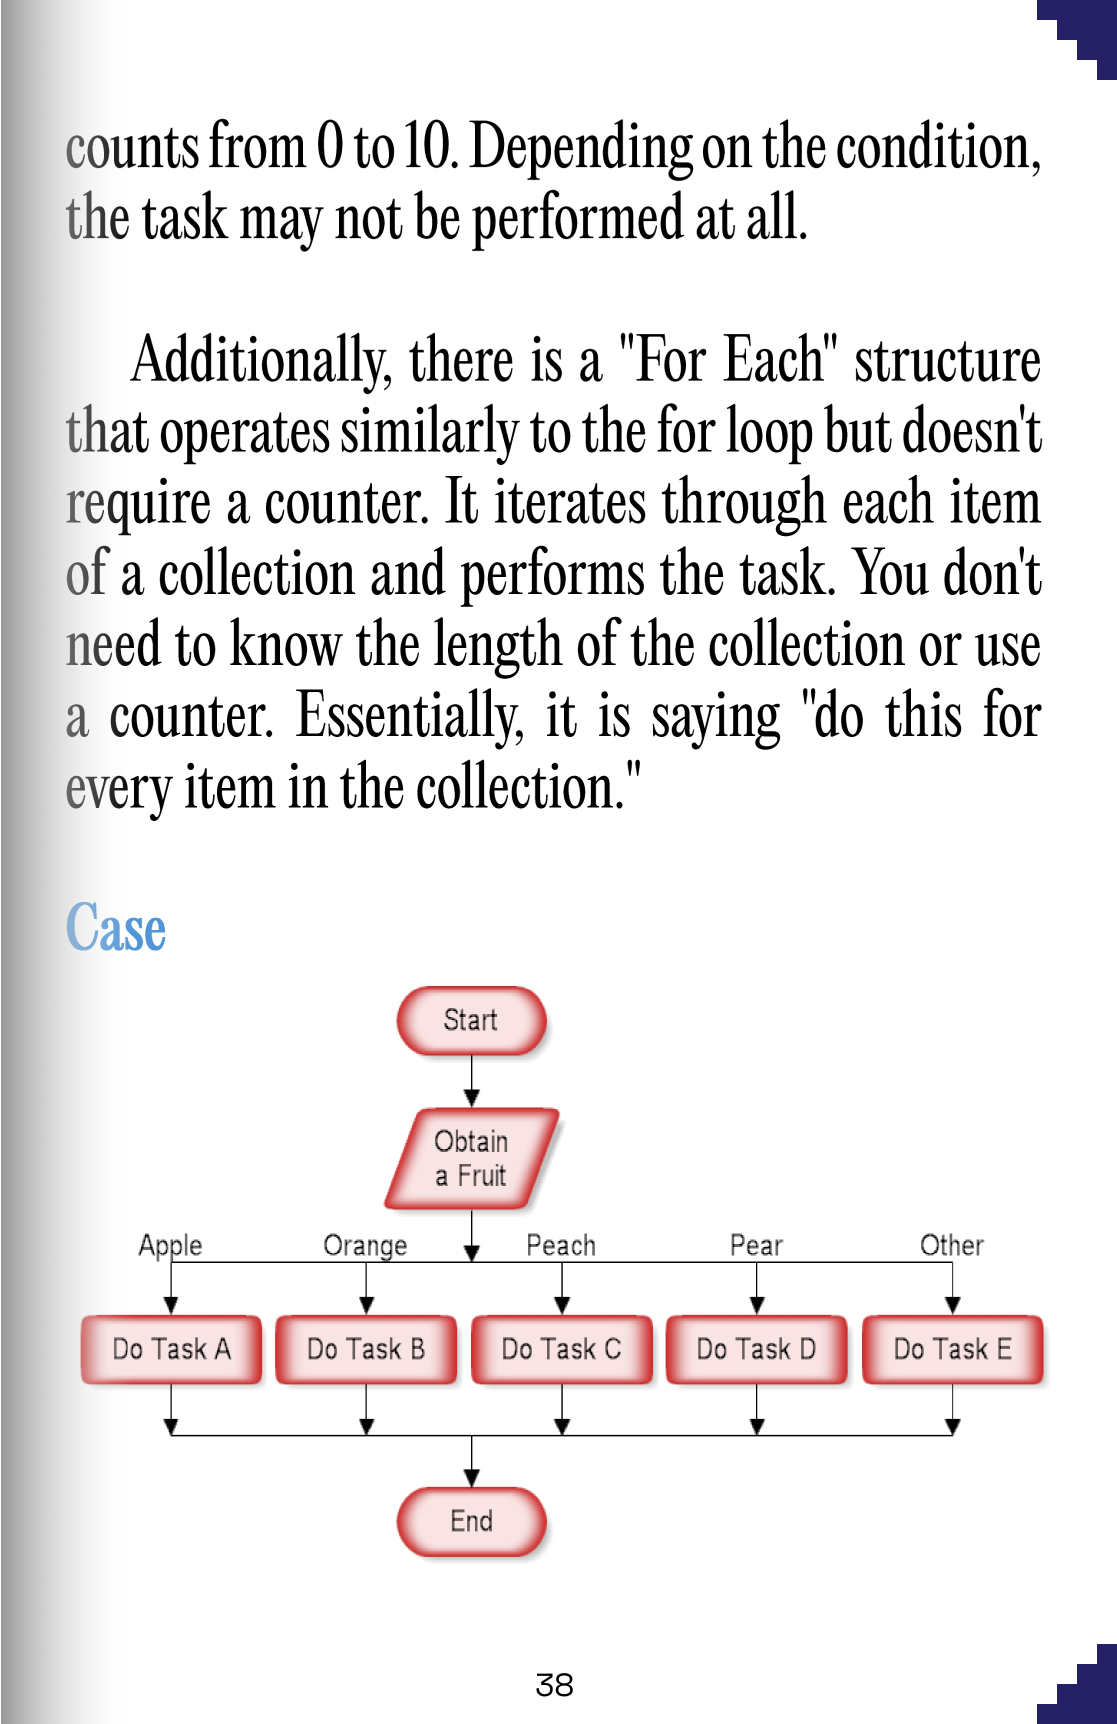 counts from 0 to 10. Depending on the condition,
the task may not be performed at all.
Additionally, there is a "For Each" structure
that operates similarly to the for loop but doesn't
require a counter. It iterates through each item
of a collection and performs the task. You don't
need to know the length of the collection or use
a counter. Essentially, it is saying "do this for
every item in the collection."
Case
Start
Obtain
a Fruit
Apple Orange Peach Pear Other
Do Task A Do Task B Do Task C Do Task D Do Task E
End
38